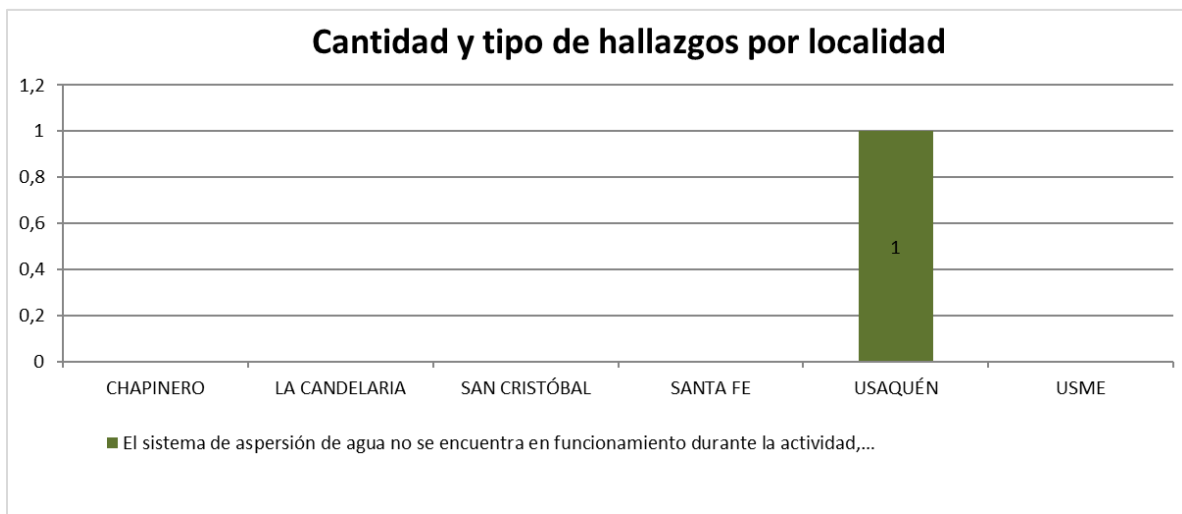 Cantidad y tipo de hallazgos por localidad
1,2
1
0,8
0,6
0,4
0,2
0
1
CHAPINERO LA CANDELARIA SAN CRISTÓBAL SANTA FE USAQUÉN USME
El sistema de aspersión de agua no se encuentra en funcionamiento durante la actividad,...